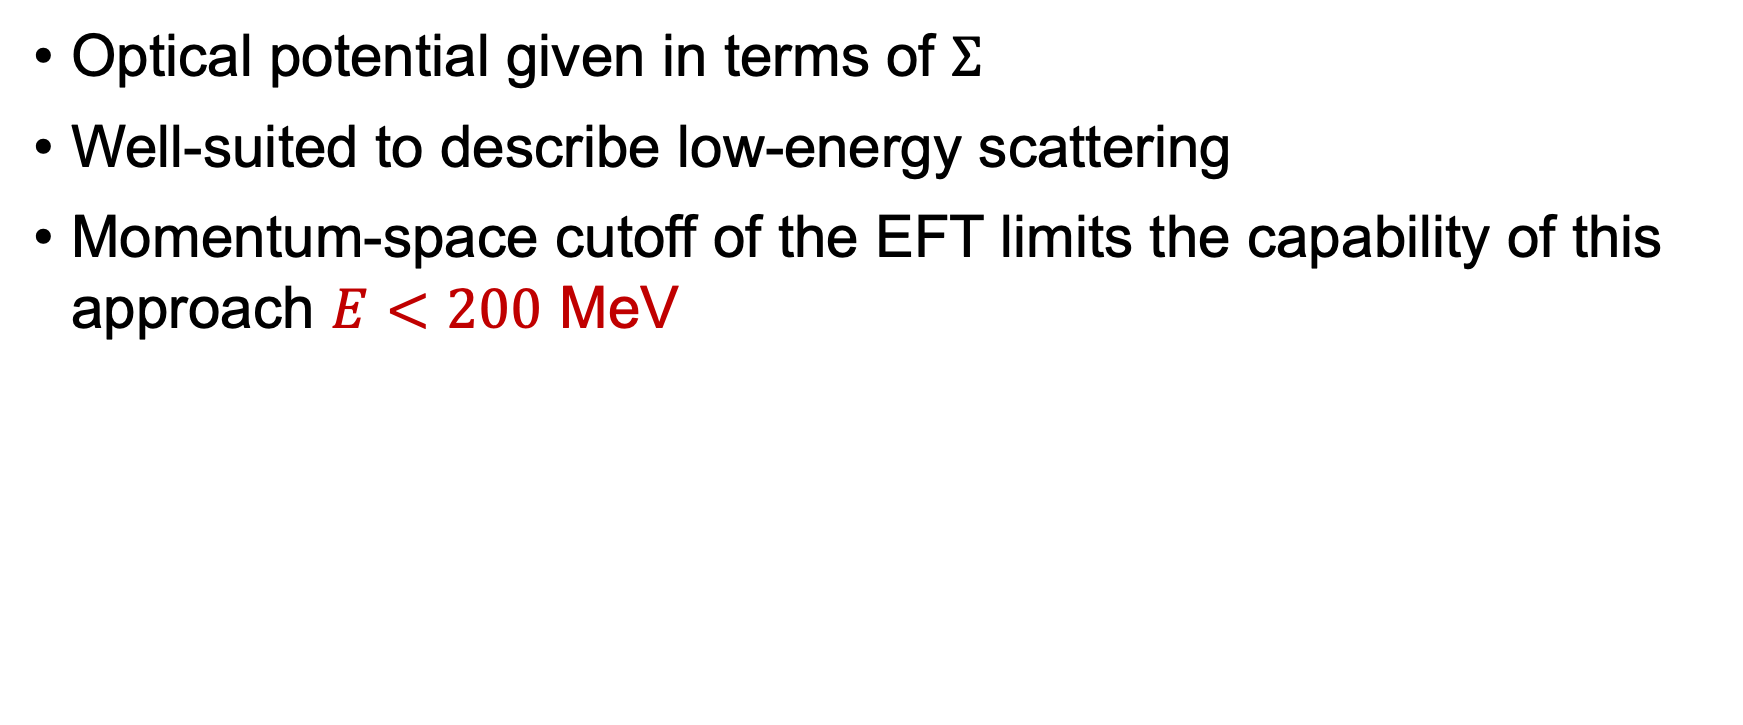 • Optical potential given in terms of Σ
• Well-suited to describe low-energy scattering
• Momentum-space cutoff of the EFT limits the capability of this
approach E < 200 MeV